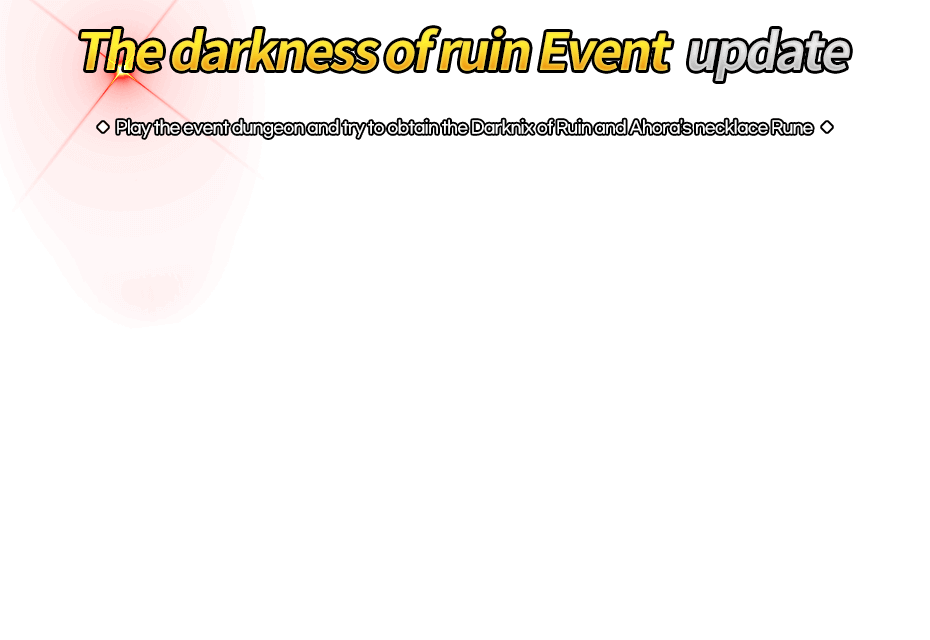 The darkness of ruin Event update
◇ Play the event dungeon and try to obtain the Darknix of Ruin and Ahora's necklace Rune ◇